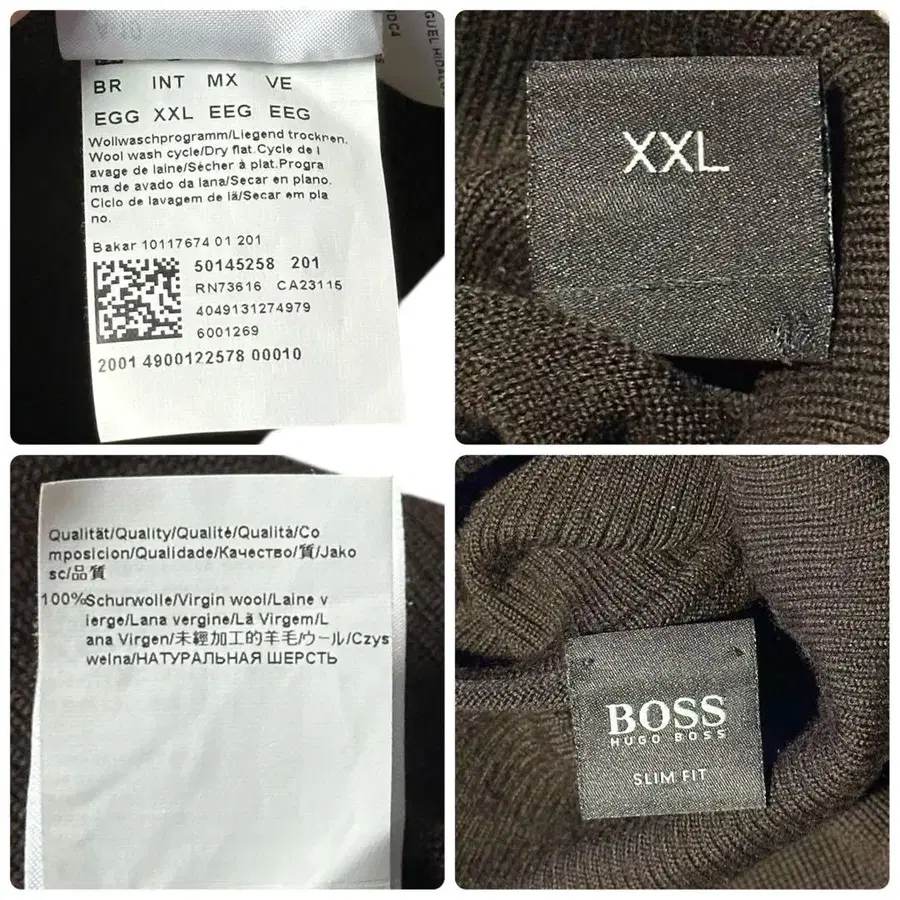 DC4
GUEL HIDAL
BR INT MX VE
EGG XXL EEG EEG
Wollwaschprogramm/Liegend trocknen.
Wool wash cycle/Dry flat.Cycle de l
avage de laine/Sécher à plat.Progra
ma de avado da lana/Secar en plano.
Ciclo de lavagem de lã/Secar em pla
no.
Bakar 10117674 01 201
50145258 201
RN73616 CA23115
4049131274979
6001269
2001 4900122578 00010
XXL
Qualität/Quality/Qualité/Qualità/Co
mposicion/Qualidade/Качество/質/Jako
sc/品質
100%Schurwolle/Virgin wool/Laine v
ierge/Lana vergine/Lã Virgem/L
ana Virgen/未經加工的羊毛/ウール/Czys
welna/НАТУРАЛЬНАЯ ШЕРСТЬ
BOSS
HUGO BOSS
SLIM FIT